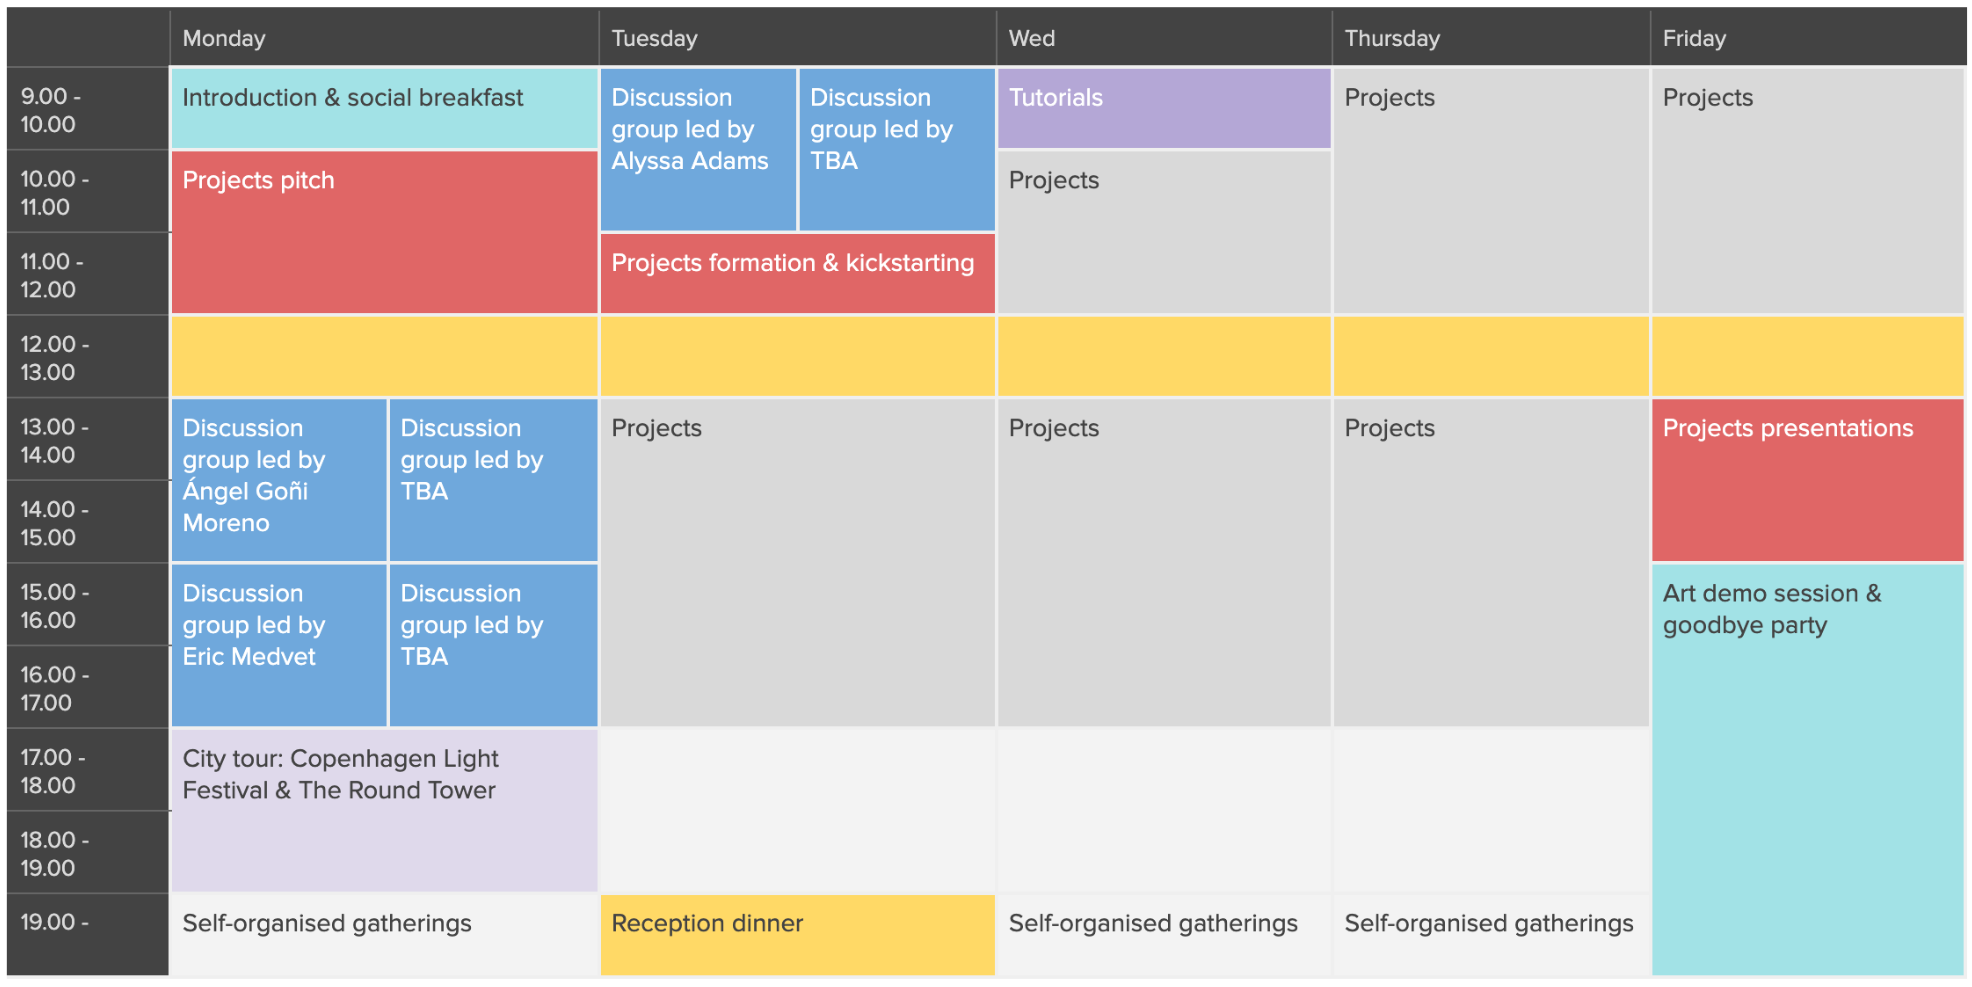 Monday
Tuesday
Wed
Thursday
Friday
9.00 -
10.00
Introduction & social breakfast
Discussion
group led by
Alyssa Adams
Discussion
group led by
TBA
Tutorials
Projects
Projects
10.00 -
11.00
Projects pitch
Projects
11.00 -
12.00
Projects formation & kickstarting
12.00 -
13.00
13.00 -
14.00
Discussion
group led by
Ángel Goñi
Moreno
Discussion
group led by
TBA
Projects
Projects
Projects
Projects presentations
14.00 -
15.00
15.00 -
16.00
Discussion
group led by
Eric Medvet
Discussion
group led by
TBA
Art demo session &
goodbye party
16.00 -
17.00
17.00 -
18.00
City tour: Copenhagen Light
Festival & The Round Tower
18.00 -
19.00
19.00 -
Self-organised gatherings
Reception dinner
Self-organised gatherings
Self-organised gatherings